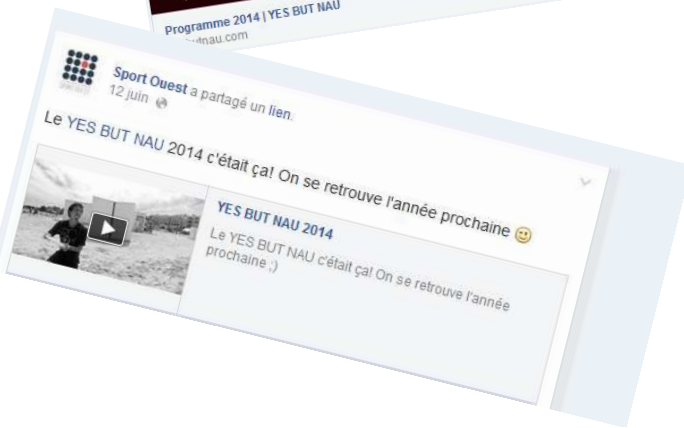 Programme 2014 | YES BUT NAU
utnau.com
Sport Ouest a partagé un lien.
12 juin
Le YES BUT NAU 2014 c'était ça! On se retrouve l'année prochaine
YES BUT NAU 2014
Le YES BUT NAU c'était ça! On se retrouve l'année
prochaine ;)